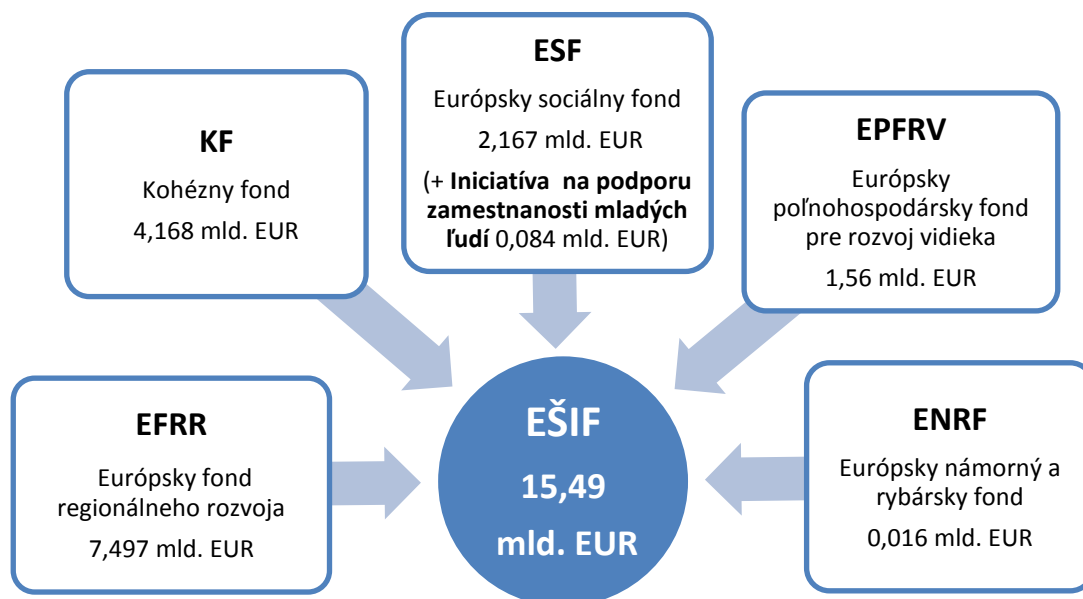 KF
Kohézny fond
4,168 mld. EUR
ESF
Európsky sociálny fond
2,167 mld. EUR
(+ Iniciatíva na podporu
zamestnanosti mladých
ľudí 0,084 mld. EUR)
EPFRV
Európsky
poľnohospodársky fond
pre rozvoj vidieka
1,56 mld. EUR
EFRR
Európsky fond
regionálneho rozvoja
7,497 mld. EUR
EŠIF
15,49
mld. EUR
ENRF
Európsky námorný a
rybársky fond
0,016 mld. EUR